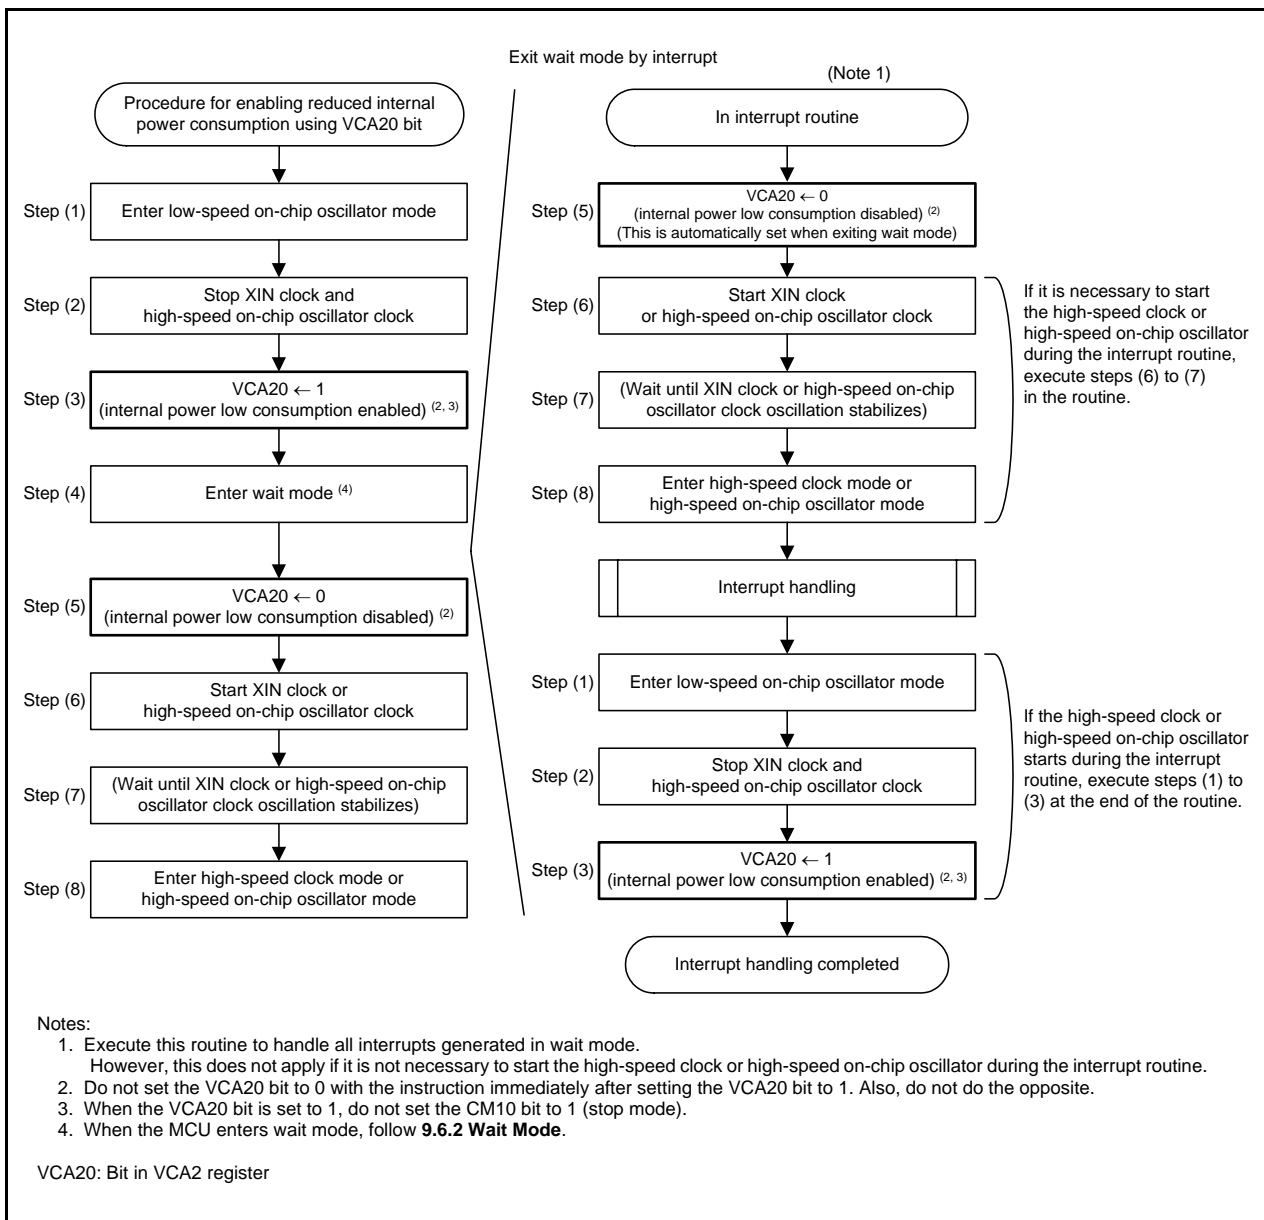 Exit wait mode by interrupt
(Note 1)
Procedure for enabling reduced internal
power consumption using VCA20 bit
Step (1)
Enter low-speed on-chip oscillator mode
Step (2)
Stop XIN clock and
high-speed on-chip oscillator clock
Step (3)
VCA20 ← 1
(internal power low consumption enabled) (2, 3)
Step (4)
Enter wait mode (4)
Step (5)
VCA20 ← 0
(internal power low consumption disabled) (2)
Step (6)
Start XIN clock or
high-speed on-chip oscillator clock
Step (7)
(Wait until XIN clock or high-speed on-chip
oscillator clock oscillation stabilizes)
Step (8)
Enter high-speed clock mode or
high-speed on-chip oscillator mode
In interrupt routine
Step (5)
VCA20 ← 0
(internal power low consumption disabled) (2)
(This is automatically set when exiting wait mode)
Step (6)
Start XIN clock
or high-speed on-chip oscillator clock
Step (7)
(Wait until XIN clock or high-speed on-chip
oscillator clock oscillation stabilizes)
Step (8)
Enter high-speed clock mode or
high-speed on-chip oscillator mode
If it is necessary to start
the high-speed clock or
high-speed on-chip oscillator
during the interrupt routine,
execute steps (6) to (7)
in the routine.
Interrupt handling
Step (1)
Enter low-speed on-chip oscillator mode
Step (2)
Stop XIN clock and
high-speed on-chip oscillator clock
Step (3)
VCA20 ← 1
(internal power low consumption enabled) (2, 3)
If the high-speed clock or
high-speed on-chip oscillator
starts during the interrupt
routine, execute steps (1) to
(3) at the end of the routine.
Interrupt handling completed
Notes:
1. Execute this routine to handle all interrupts generated in wait mode.
However, this does not apply if it is not necessary to start the high-speed clock or high-speed on-chip oscillator during the interrupt routine.
2. Do not set the VCA20 bit to 0 with the instruction immediately after setting the VCA20 bit to 1. Also, do not do the opposite.
3. When the VCA20 bit is set to 1, do not set the CM10 bit to 1 (stop mode).
4. When the MCU enters wait mode, follow 9.6.2 Wait Mode.
VCA20: Bit in VCA2 register